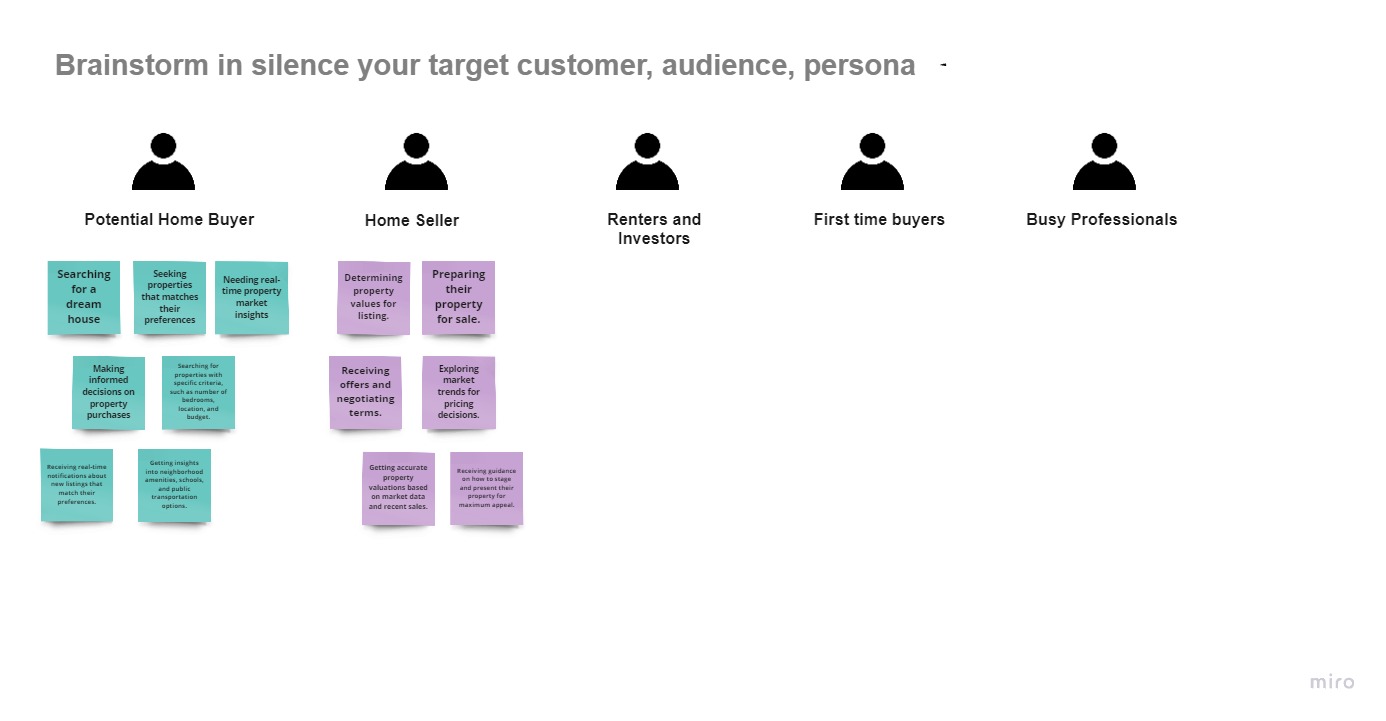 Brainstorm in silence your target customer, audience, persona
Potential Home Buyer
Home Seller
Renters and
Investors
First time buyers
Busy Professionals
Searching
for a
dream
house
Seeking
properties
that matches
their
preferences
Needing real-
time property
market
insights
Making
informed
decisions on
property
purchases
Searching for
properties with
specific criteria,
such as number of
bedrooms,
location, and
budget.
Receiving real-time
notifications about
new listings that
match their
preferences.
Getting insights
into neighborhood
amenities, schools,
and public
transportation
options.
Determining
property
values for
listing.
Preparing
their
property
for sale.
Receiving
offers and
negotiating
terms.
Exploring
market
trends for
pricing
decisions.
Getting accurate
property
valuations based
on market data
and recent sales.
Receiving guidance
on how to stage
and present their
property for
maximum appeal.
miro